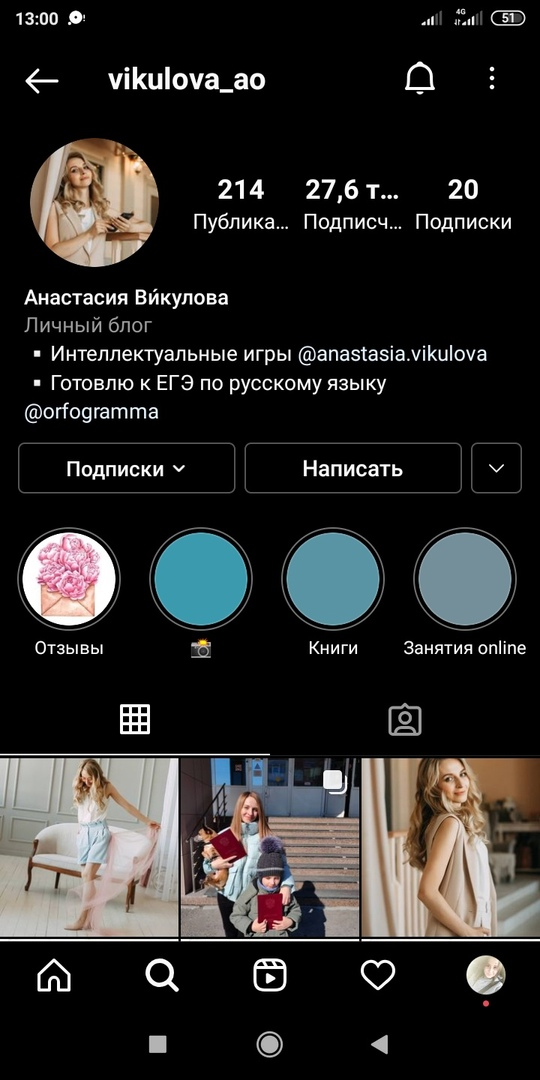 13:00
4G
51
vikulova_ao
214 27,6 т... 20
Публика... Подписч... Подписки
Анастасия Ви́кулова
Личный блог
▪ Интеллектуальные игры @anastasia.vikulova
▪ Готовлю к ЕГЭ по русскому языку
@orfogramma
Подписки Написать
Отзывы 📸 Книги Занятия online